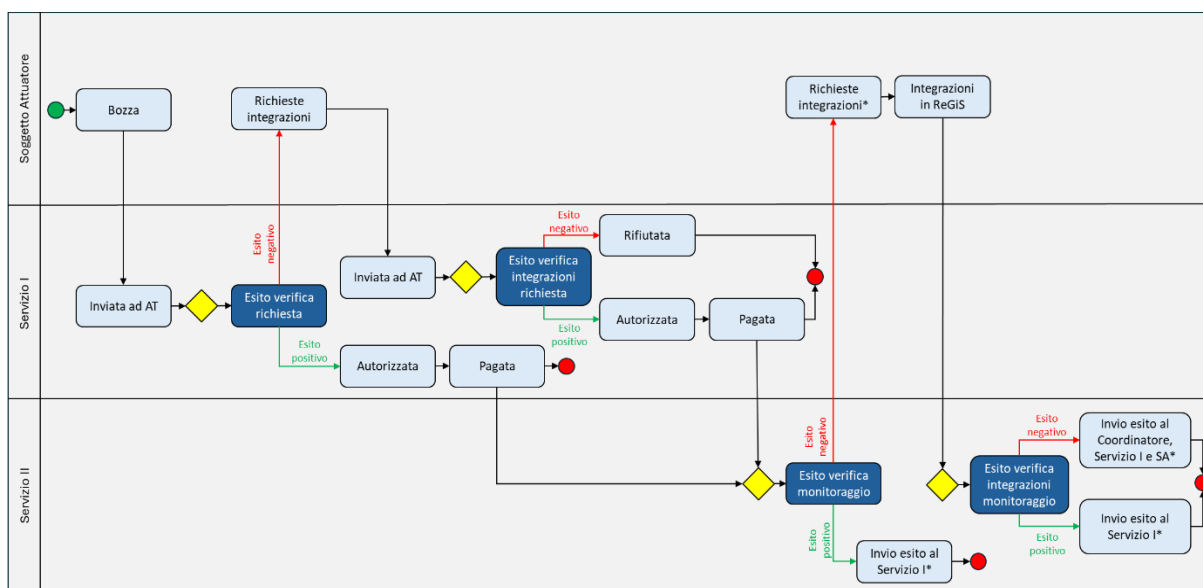 Soggetto Attuatore
Bozza
Richieste
integrazioni
Richieste
integrazioni*
Integrazioni
in ReGiS
Servizio I
Inviata ad AT
Esito verifica
richiesta
Esito
negativo
Esito
positivo
Autorizzata
Pagata
Inviata ad AT
Esito verifica
integrazioni
richiesta
Esito
negativo
Rifiutata
Esito
positivo
Autorizzata
Pagata
Servizio II
Esito verifica
monitoraggio
Esito
negativo
Esito
positivo
Invio esito al
Servizio I*
Esito verifica
integrazioni
monitoraggio
Esito
negativo
Invio esito al
Coordinatore,
Servizio I e SA*
Esito
positivo
Invio esito al
Servizio I*